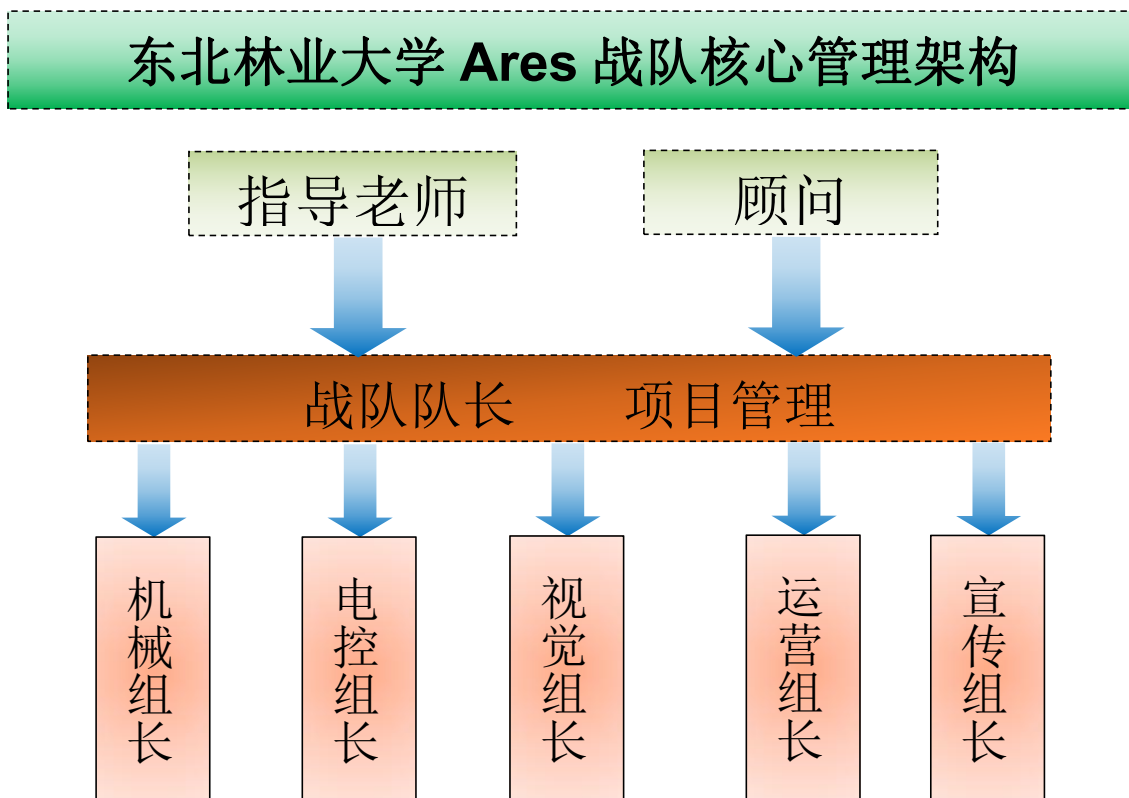 东北林业大学 Ares 战队核心管理架构
指导老师
顾问
战队队长 项目管理
机械组长
电控组长
视觉组长
运营组长
宣传组长